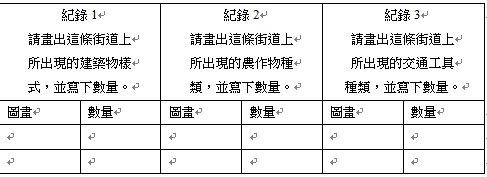 紀錄 1
請畫出這條街道上
所出現的建築物樣
式，並寫下數量。
紀錄 2
請畫出這條街道上
所出現的農作物種
類，並寫下數量。
紀錄 3
請畫出這條街道上
所出現的交通工具
種類，並寫下數量。
圖畫 數量 圖畫 數量 圖畫 數量